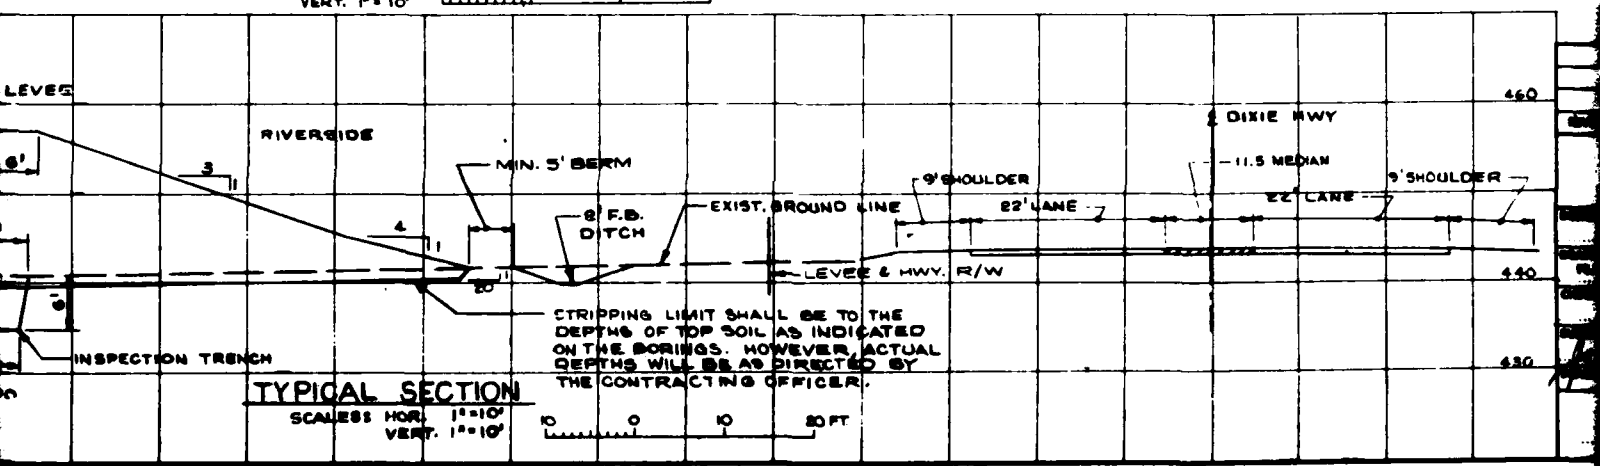 VERT. 1"=10'
LEVEE
460
DIXIE HWY
RIVERSIDE
6'
3
1
MIN. 5' BERM
11.5 MEDIAN
9' SHOULDER
9' SHOULDER
22' LANE
22' LANE
8' F.B.
DITCH
EXIST. GROUND LINE
4
1
LEVEE & HWY. R/W
440
1
20
6'
STRIPPING LIMIT SHALL BE TO THE
DEPTHS OF TOP SOIL AS INDICATED
ON THE BORINGS. HOWEVER, ACTUAL
DEPTHS WILL BE AS DIRECTED BY
THE CONTRACTING OFFICER.
INSPECTION TRENCH
430
TYPICAL SECTION
SCALES: HOR. 1"=10'
VERT. 1"=10'
10 0 10 20 FT